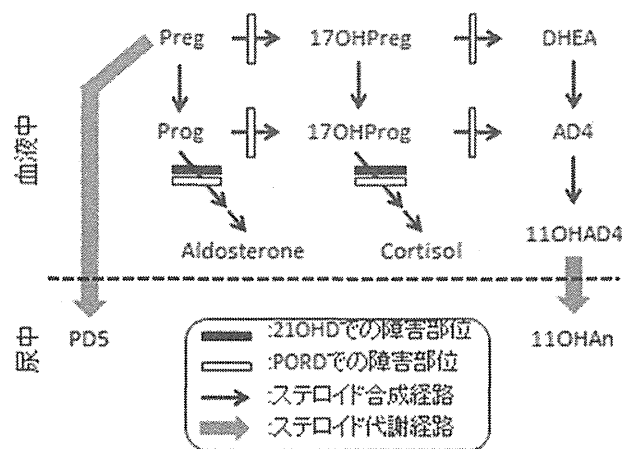 Preg 17OHPreg DHEA
血液中
Prog 17OHProg AD4
Aldosterone Cortisol 11OHAD4
尿中
PD5 11OHAn
:21OHDでの障害部位
:PORDでの障害部位
:ステロイド合成経路
:ステロイド代謝経路